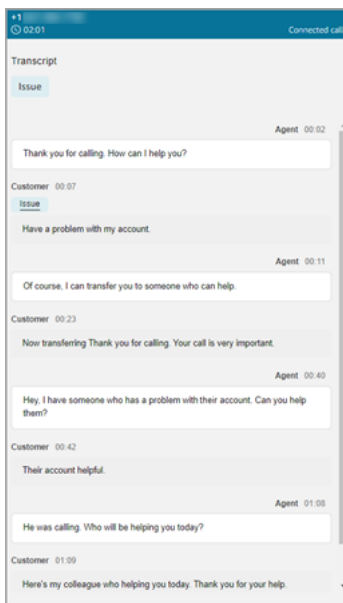 +1
02:01 Connected call
Transcript
Issue
Agent 00:02
Thank you for calling. How can I help you?
Customer 00:07
Issue
Have a problem with my account.
Agent 00:11
Of course, I can transfer you to someone who can help.
Customer 00:23
Now transferring Thank you for calling. Your call is very important.
Agent 00:40
Hey, I have someone who has a problem with their account. Can you help
them?
Customer 00:42
Their account helpful.
Agent 01:08
He was calling. Who will be helping you today?
Customer 01:09
Here's my colleague who helping you today. Thank you for your help.